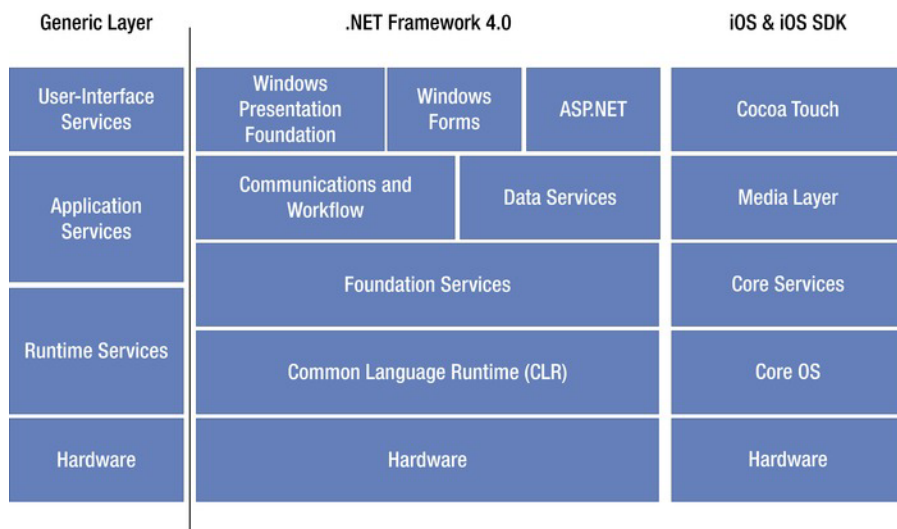 Generic Layer
.NET Framework 4.0
iOS & iOS SDK
User-Interface
Services
Windows
Presentation
Foundation
Windows
Forms
ASP.NET
Cocoa Touch
Application
Services
Communications and
Workflow
Data Services
Media Layer
Foundation Services
Core Services
Runtime Services
Common Language Runtime (CLR)
Core OS
Hardware
Hardware
Hardware